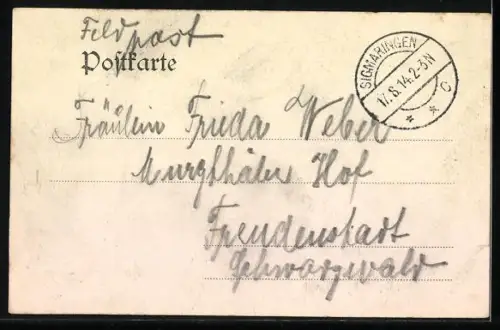 Feldpost
Postkarte
SIGMARINGEN
17.8.14.2-3N
* * C
Fräulein Frieda Weber
Murgthäler Hof
Freudenstadt
Schwarzwald